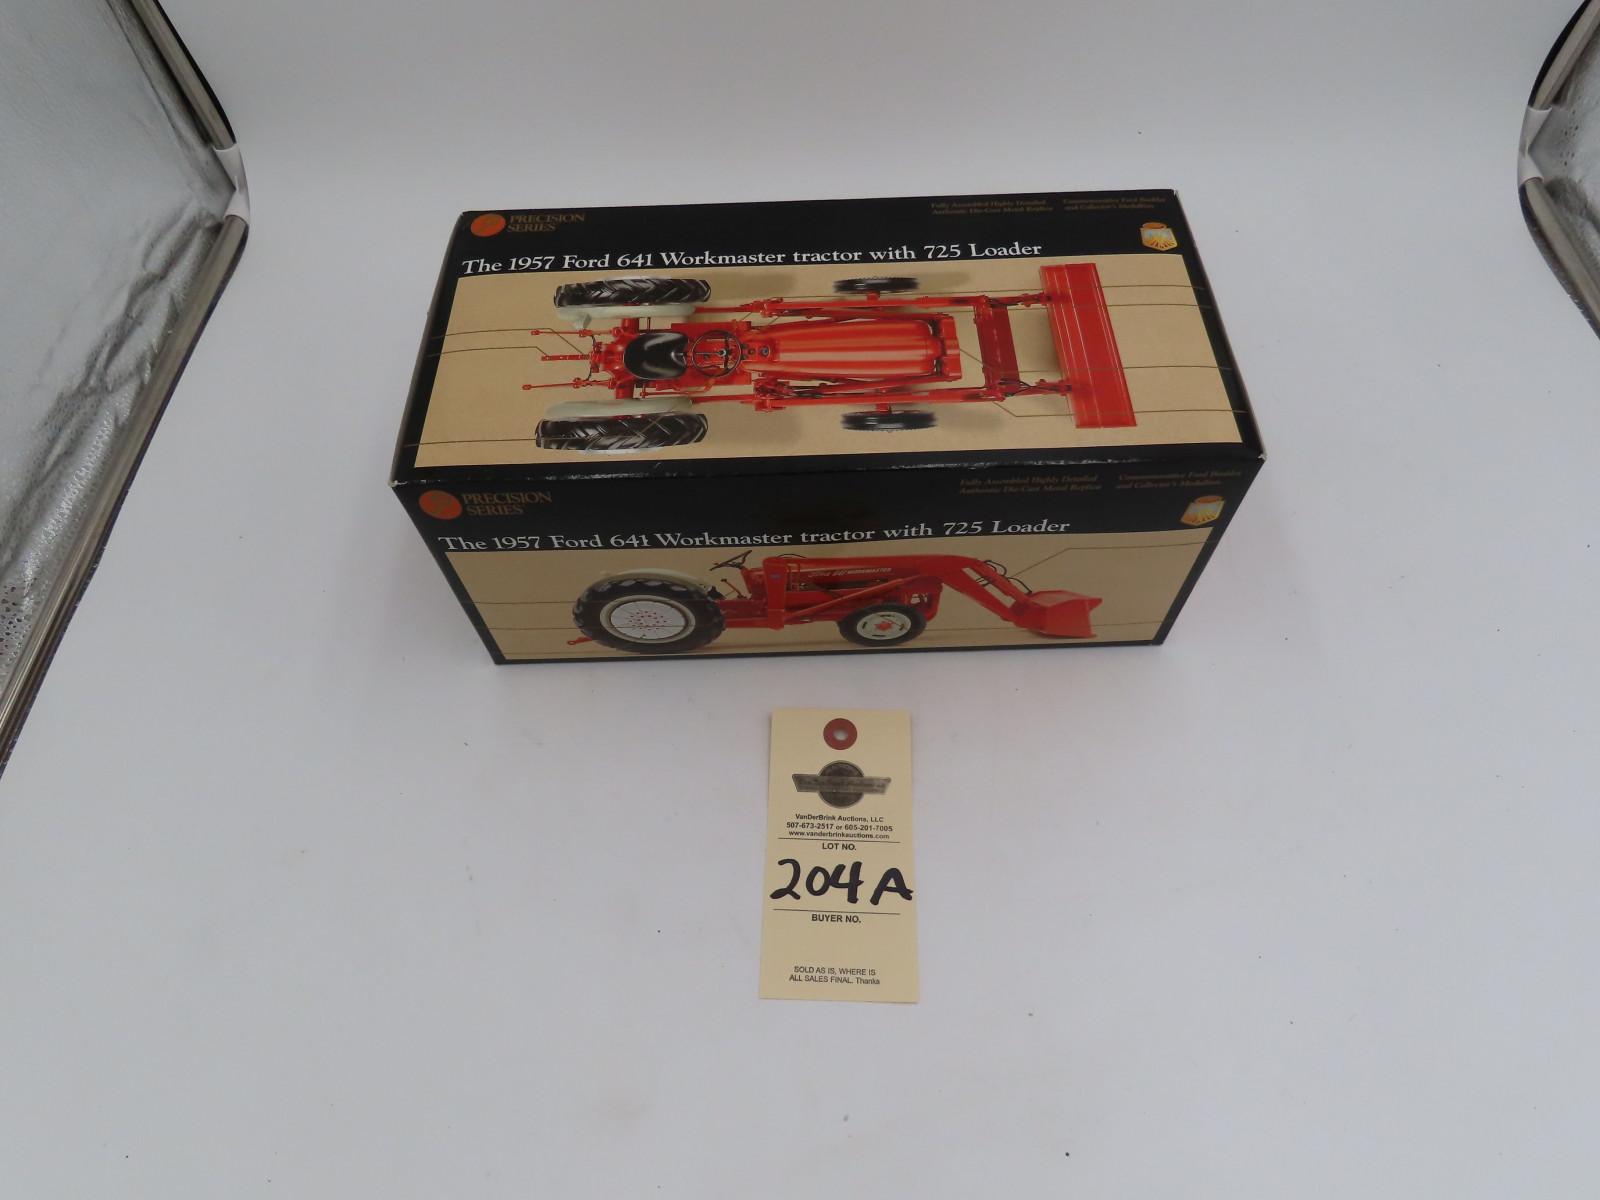 PRECISION
SERIES
Fully Assembled Highly Detailed
Authentic Die-Cast Metal Replica
Commemorative Ford Booklet
and Collector's Medallion
The 1957 Ford 641 Workmaster tractor with 725 Loader
PRECISION
SERIES
Fully Assembled Highly Detailed
Authentic Die-Cast Metal Replica
Commemorative Ford Booklet
and Collector's Medallion
The 1957 Ford 641 Workmaster tractor with 725 Loader
WORKMASTER
VanDerBrink Auctions, LLC
507-673-2517 or 605-201-7005
www.vanderbrinkauctions.com
LOT NO.
204A
BUYER NO.
SOLD AS IS, WHERE IS
ALL SALES FINAL. Thanks